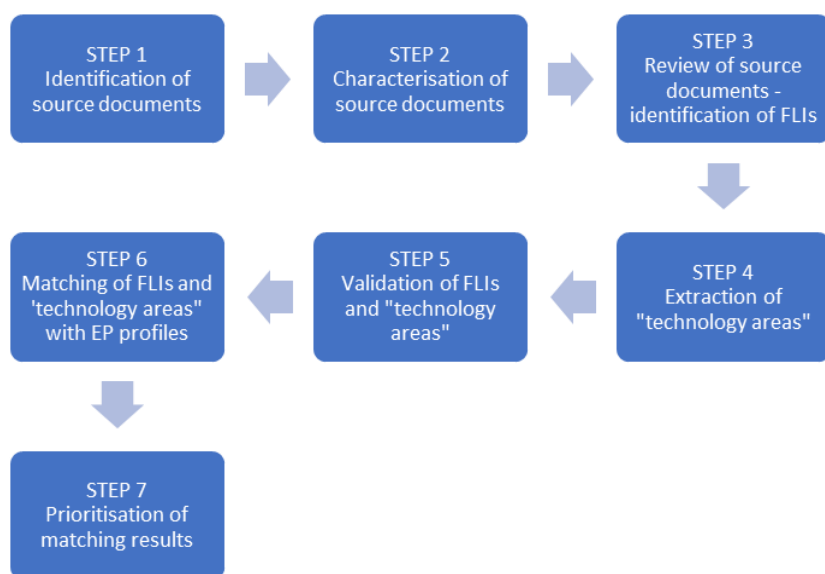 STEP 1
Identification of
source documents
STEP 2
Characterisation of
source documents
STEP 3
Review of source
documents -
identification of FLIs
STEP 4
Extraction of
"technology areas"
STEP 5
Validation of FLIs
and "technology
areas"
STEP 6
Matching of FLIs and
'technology areas"
with EP profiles
STEP 7
Prioritisation of
matching results